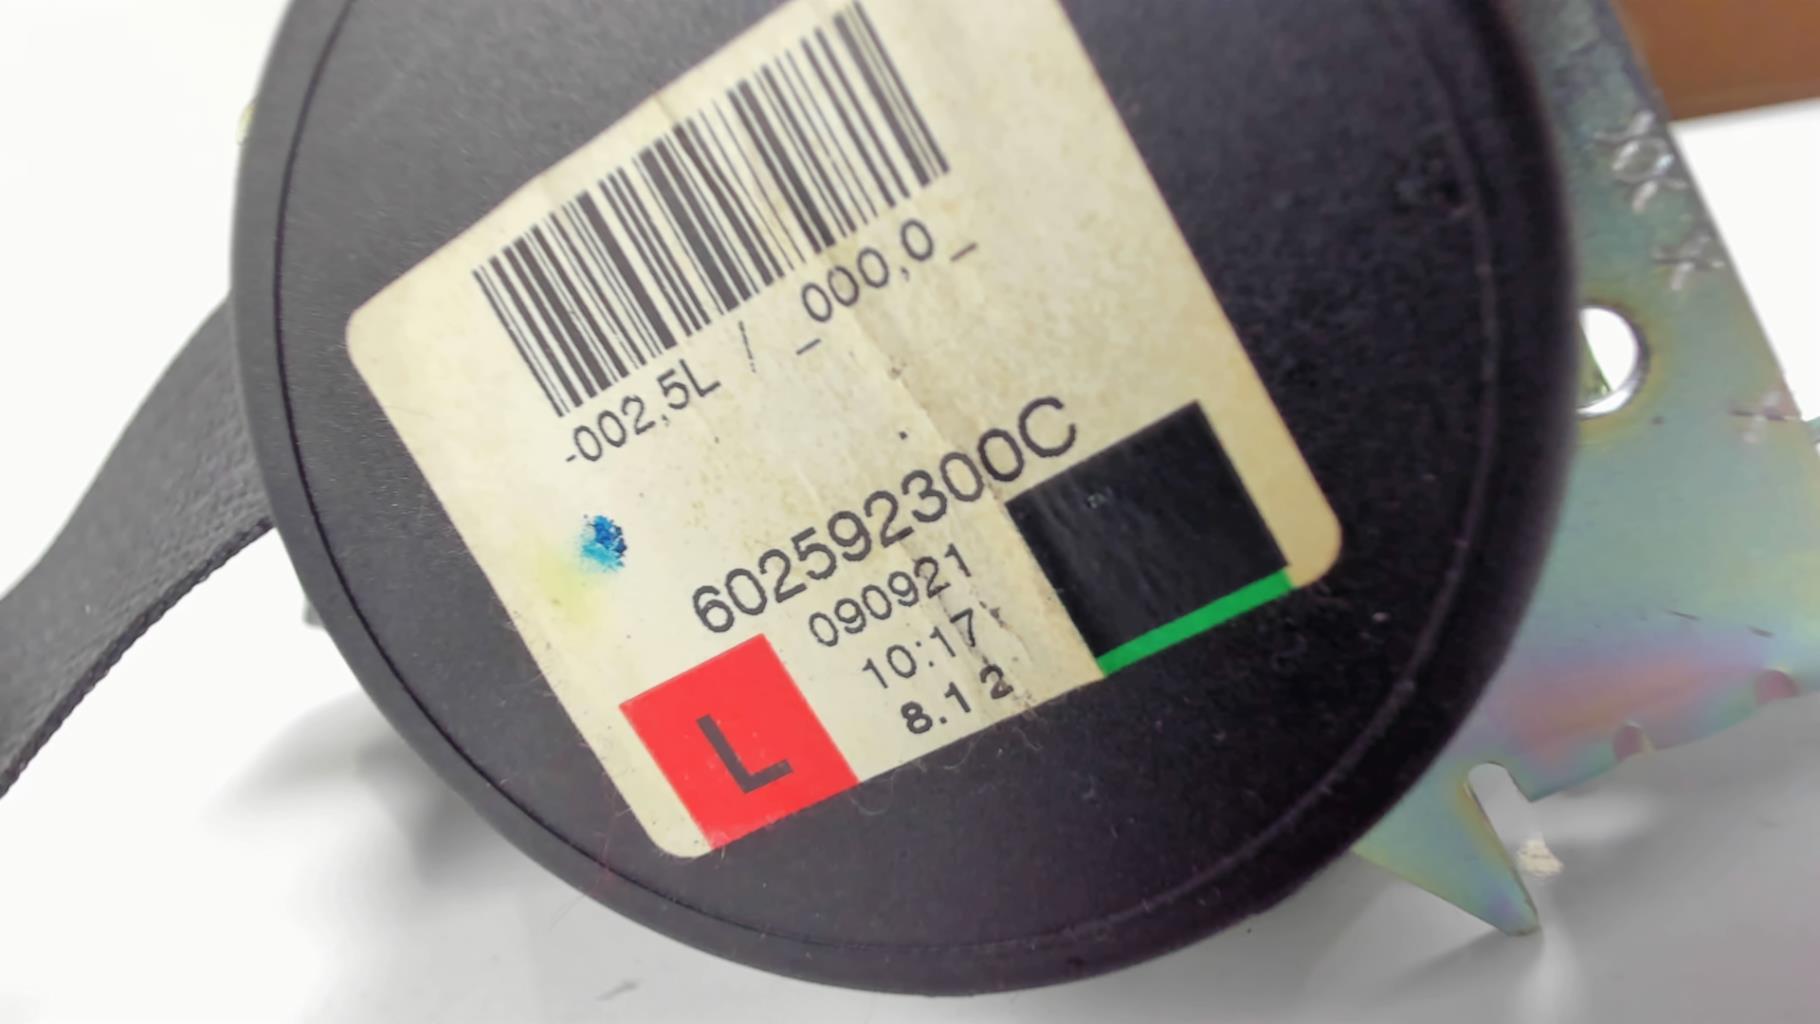 -002,5L / _000,0_
602592300C
090921
10:17
8.12
L